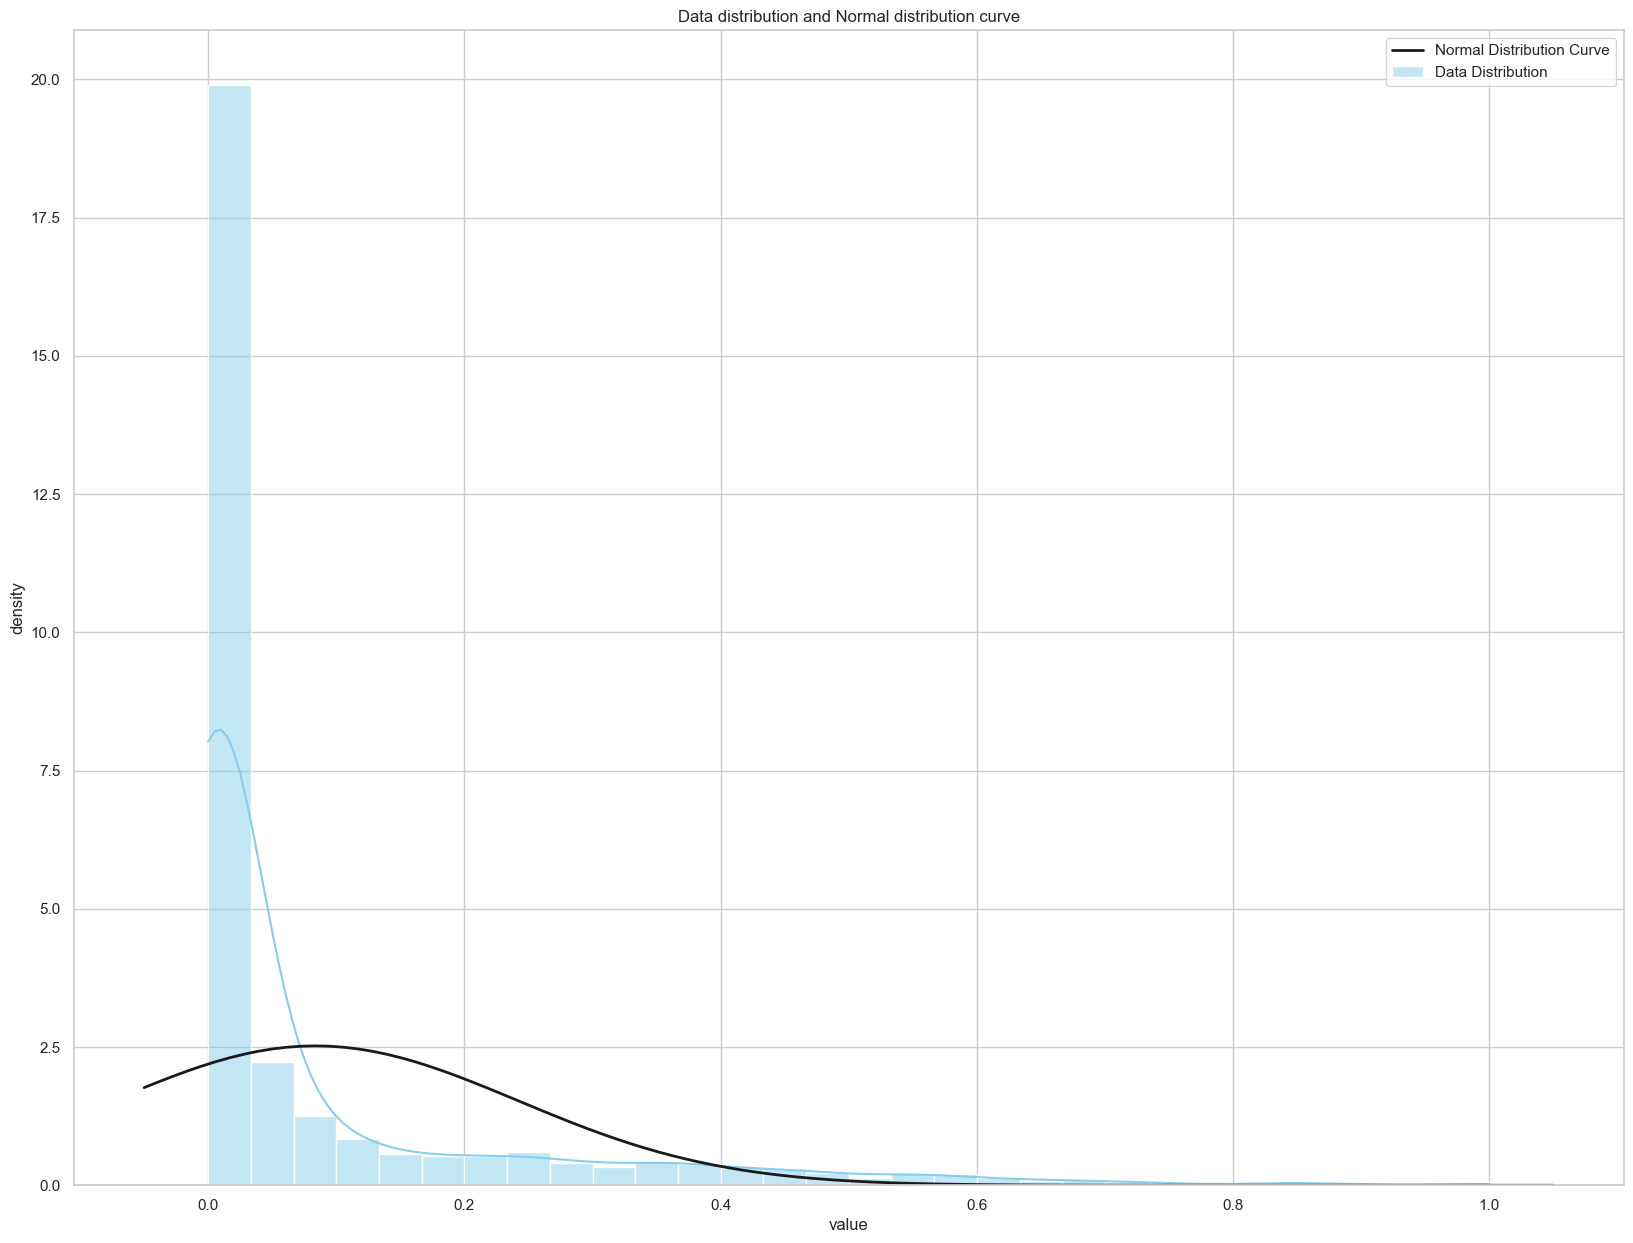 Data distribution and Normal distribution curve
Normal Distribution Curve
Data Distribution
density
20.0
17.5
15.0
12.5
10.0
7.5
5.0
2.5
0.0
0.0 0.2 0.4 0.6 0.8 1.0
value